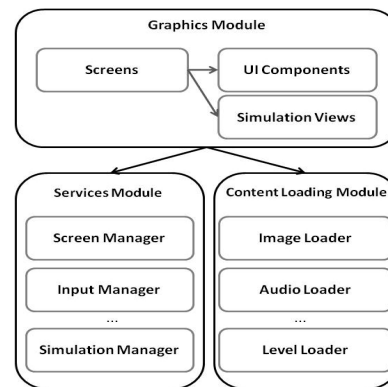 Graphics Module
Screens
UI Components
Simulation Views
Services Module
Screen Manager
Input Manager
...
Simulation Manager
Content Loading Module
Image Loader
Audio Loader
...
Level Loader